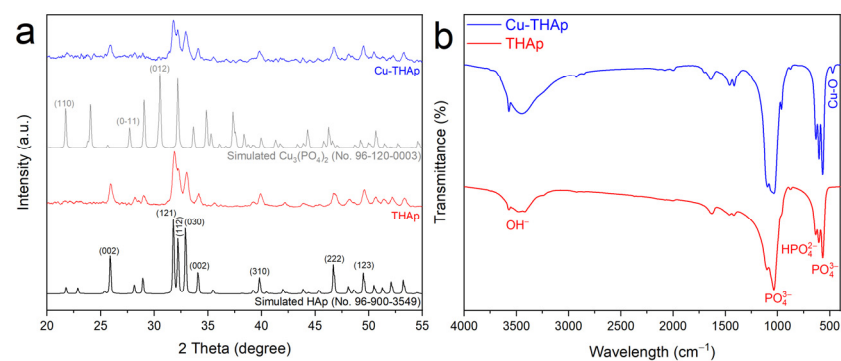 a
Intensity (a.u.)
Cu-THAp
(012)
(110)
(0-11)
Simulated Cu₃(PO₄)₂ (No. 96-120-0003)
THAp
(121)
(112)
(030)
(002)
(002)
(310)
(222)
(123)
Simulated HAp (No. 96-900-3549)
20 25 30 35 40 45 50 55
2 Theta (degree)
b
Transmittance (%)
Cu-THAp
THAp
Cu-O
OH⁻
HPO₄²⁻
PO₄³⁻
PO₄³⁻
4000 3500 3000 2500 2000 1500 1000 500
Wavelength (cm⁻¹)